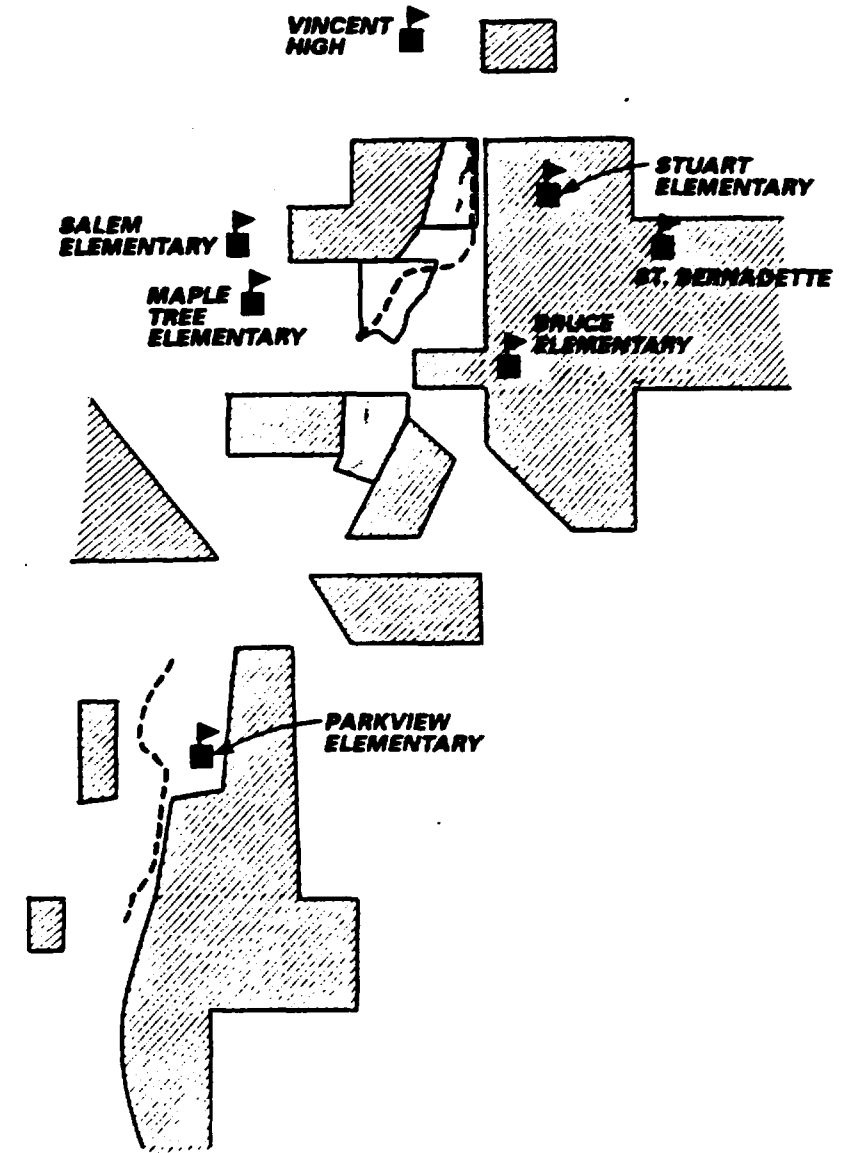 VINCENT
HIGH
STUART
ELEMENTARY
SALEM
ELEMENTARY
ST. BERNADETTE
MAPLE
TREE
ELEMENTARY
BRUCE
ELEMENTARY
PARKVIEW
ELEMENTARY